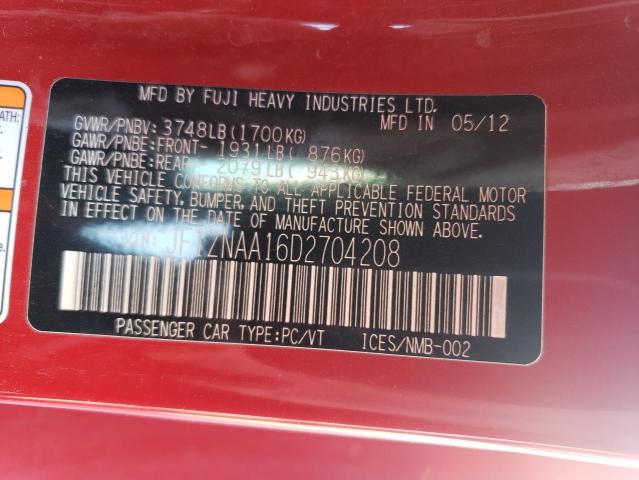 MFD BY FUJI HEAVY INDUSTRIES LTD.
MFD IN 05/12
GVWR/PNBV: 3748LB(1700KG)
GAWR/PNBE:FRONT- 1931LB( 876KG)
GAWR/PNBE:REAR- 2079LB( 943KG)
THIS VEHICLE CONFORMS TO ALL APPLICABLE FEDERAL MOTOR
VEHICLE SAFETY, BUMPER, AND THEFT PREVENTION STANDARDS
IN EFFECT ON THE DATE OF MANUFACTURE SHOWN ABOVE.
VIN: JF1ZNAA16D2704208
PASSENGER CAR TYPE:PC/VT ICES/NMB-002